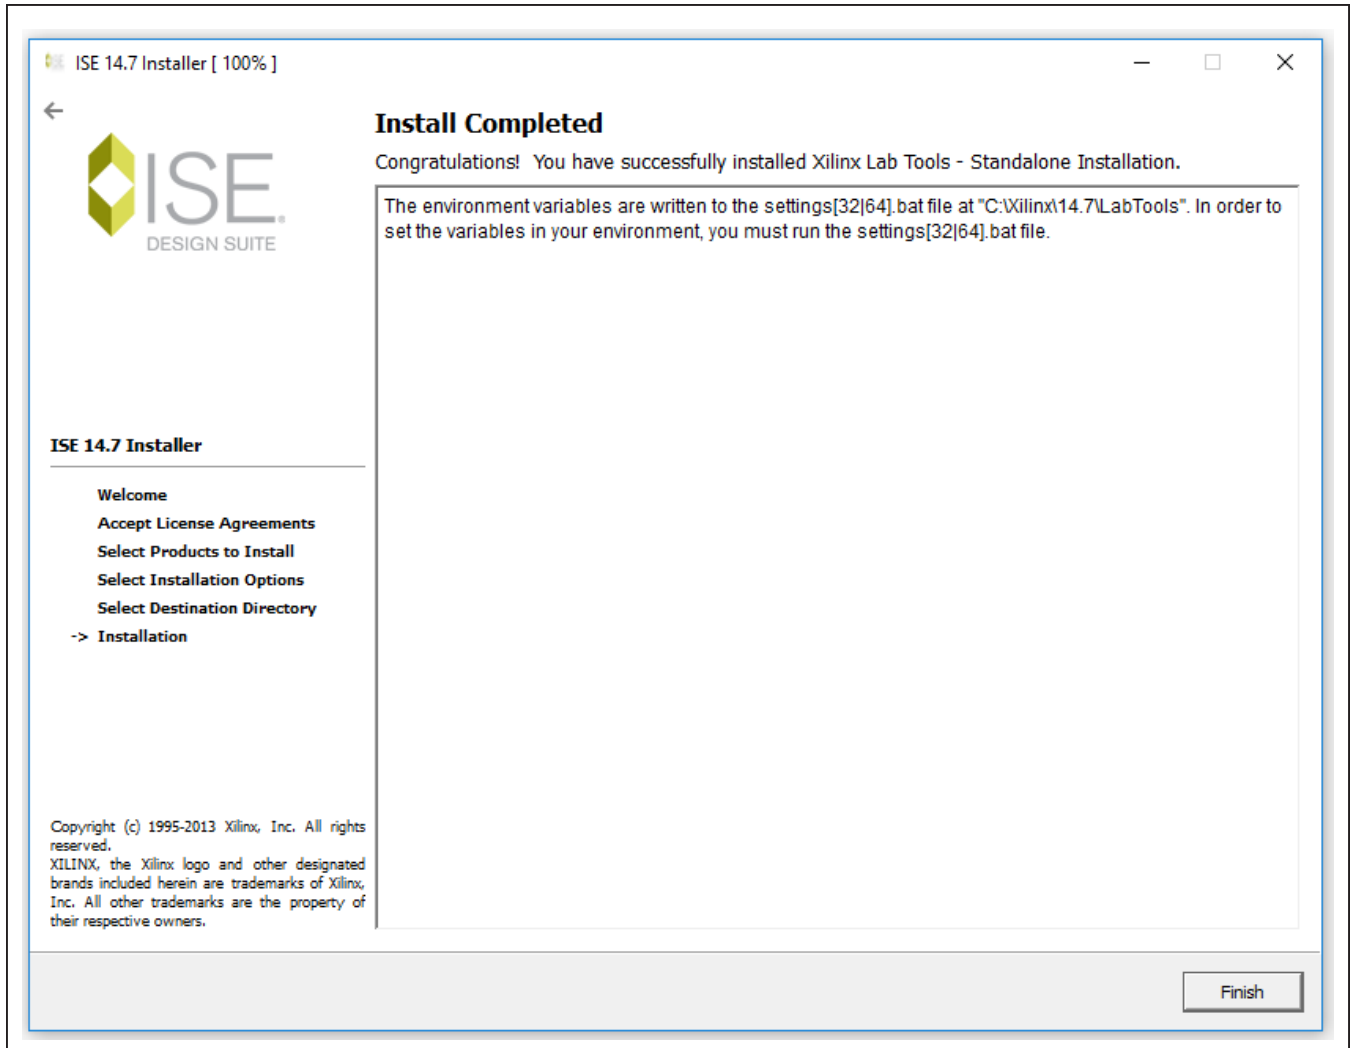 ISE 14.7 Installer [ 100% ]
ISE.
DESIGN SUITE
Install Completed
Congratulations!  You have successfully installed Xilinx Lab Tools - Standalone Installation.
The environment variables are written to the settings[32|64].bat file at "C:\Xilinx\14.7\LabTools". In order to
set the variables in your environment, you must run the settings[32|64].bat file.
ISE 14.7 Installer
Welcome
Accept License Agreements
Select Products to Install
Select Installation Options
Select Destination Directory
-> Installation
Copyright (c) 1995-2013 Xilinx, Inc. All rights
reserved.
XILINX, the Xilinx logo and other designated
brands included herein are trademarks of Xilinx,
Inc. All other trademarks are the property of
their respective owners.
Finish